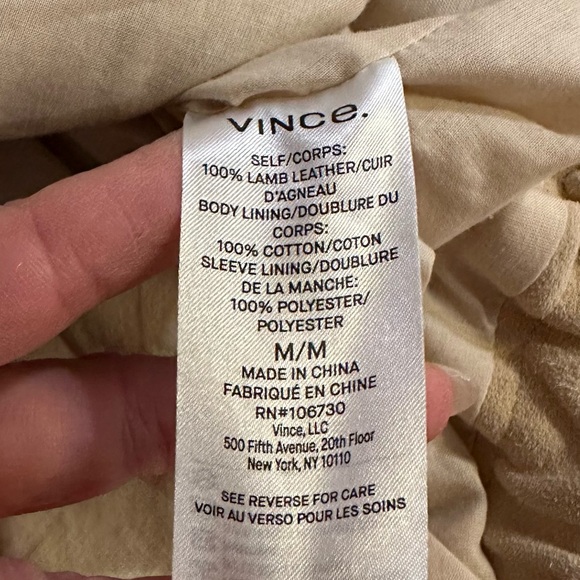 VINCe.
SELF/CORPS:
100% LAMB LEATHER/CUIR
D'AGNEAU
BODY LINING/DOUBLURE DU
CORPS:
100% COTTON/COTON
SLEEVE LINING/DOUBLURE
DE LA MANCHE:
100% POLYESTER/
POLYESTER
M/M
MADE IN CHINA
FABRIQUÉ EN CHINE
RN#106730
Vince, LLC
500 Fifth Avenue, 20th Floor
New York, NY 10110
SEE REVERSE FOR CARE
VOIR AU VERSO POUR LES SOINS